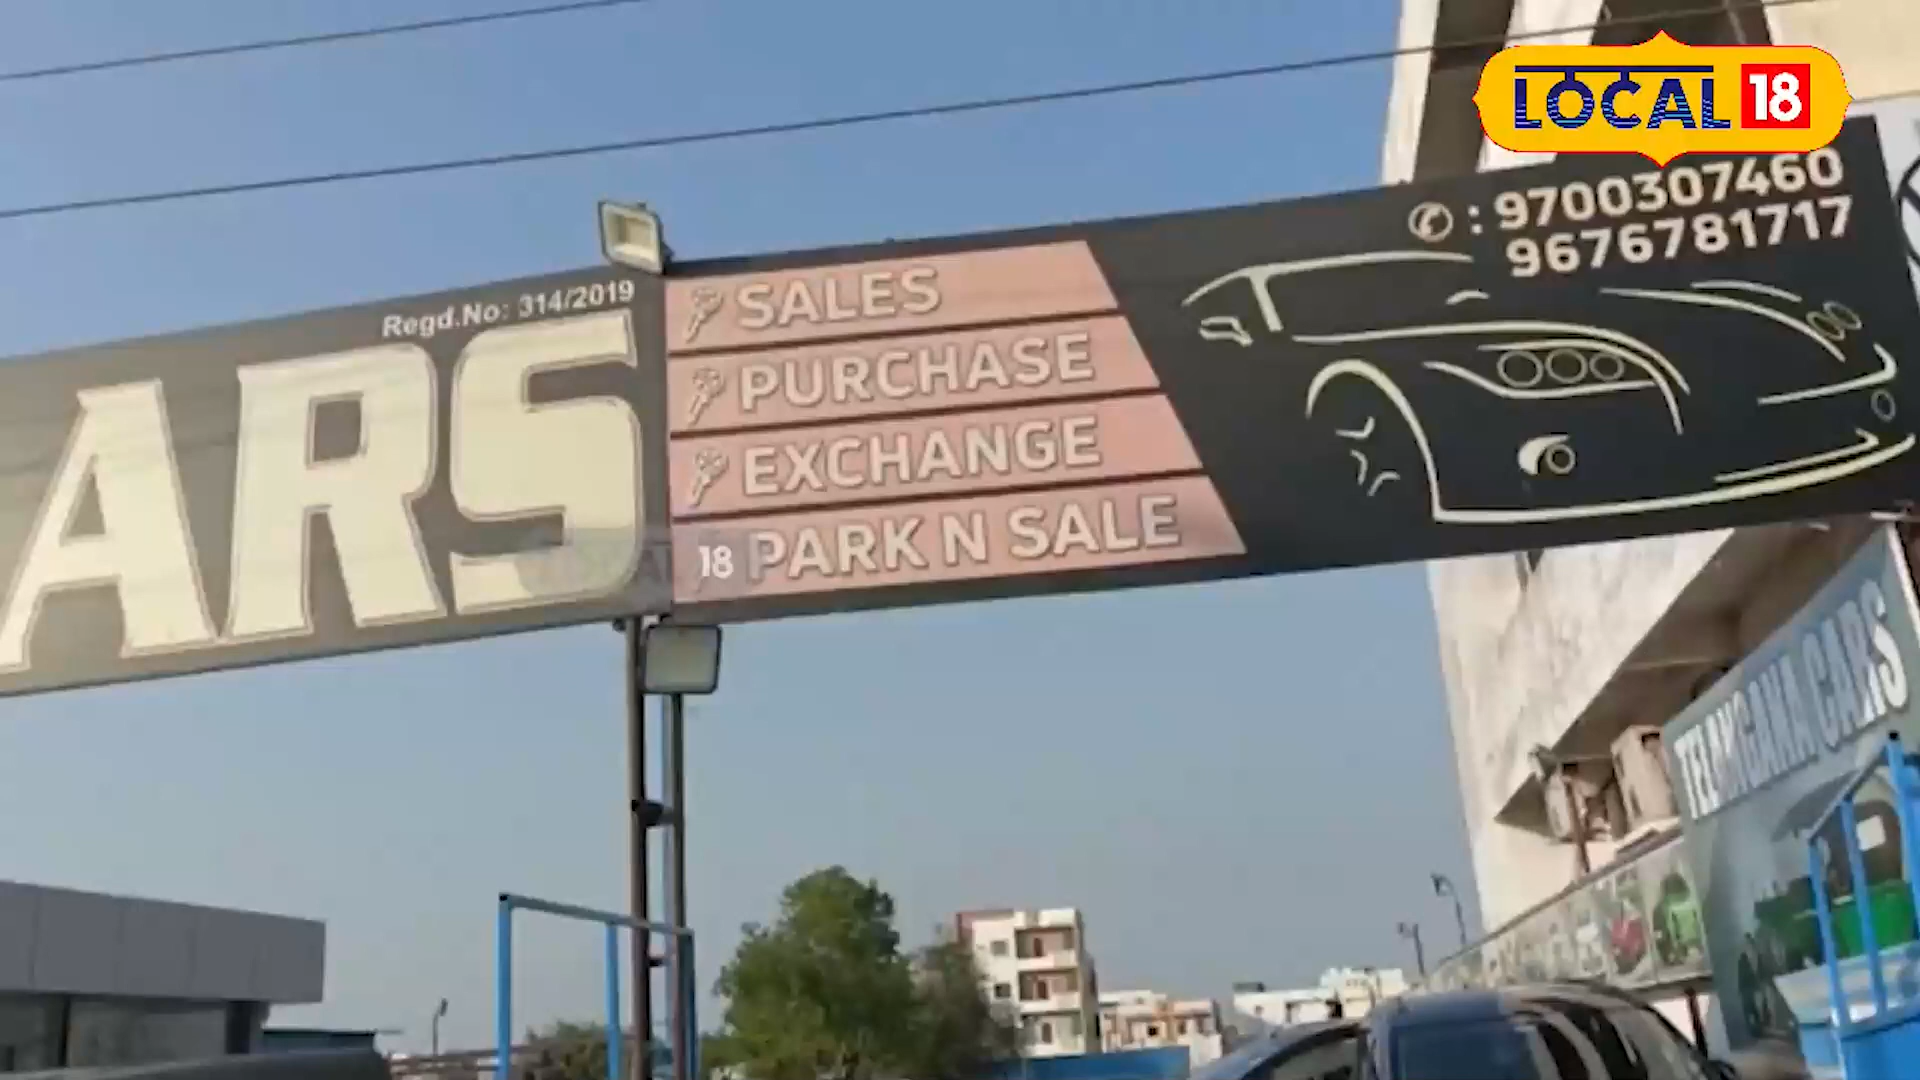 LOCAL 18
: 9700307460
9676781717
Regd.No: 314/2019
ARS
SALES
PURCHASE
EXCHANGE
PARK N SALE
18
TELANGANA CARS